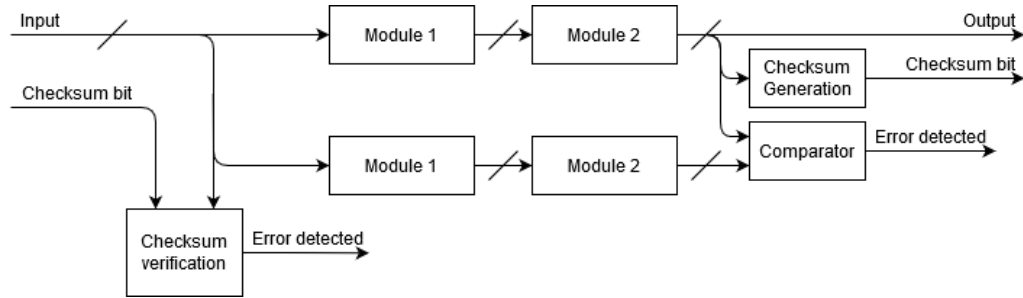 Input
Output
Module 1
Module 2
Checksum
Generation
Checksum bit
Checksum bit
Module 1
Module 2
Comparator
Error detected
Checksum
verification
Error detected